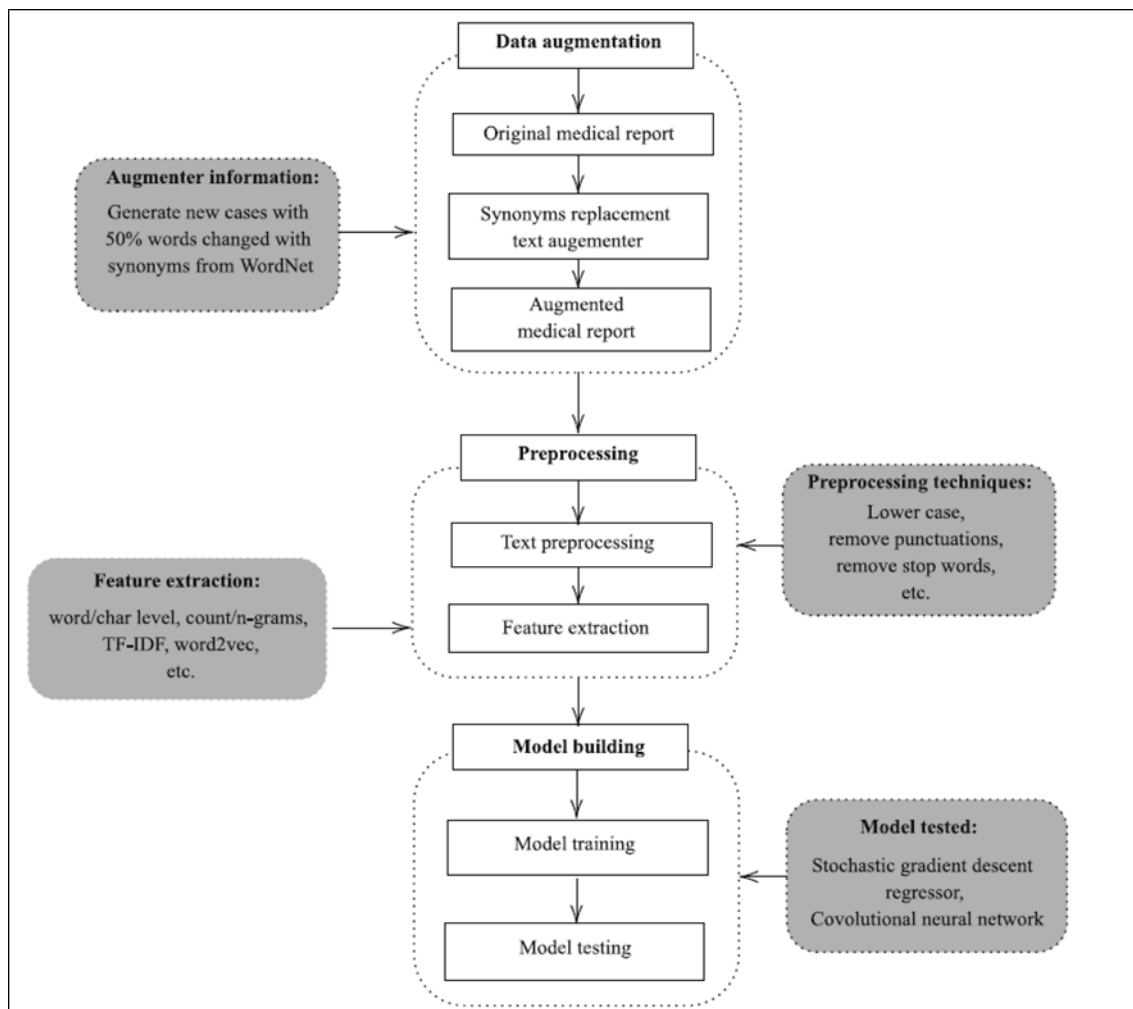 Data augmentation
Original medical report
Augmenter information:
Generate new cases with
50% words changed with
synonyms from WordNet
Synonyms replacement
text augementer
Augmented
medical report
Preprocessing
Text preprocessing
Preprocessing techniques:
Lower case,
remove punctuations,
remove stop words,
etc.
Feature extraction:
word/char level, count/n-grams,
TF-IDF, word2vec,
etc.
Feature extraction
Model building
Model training
Model tested:
Stochastic gradient descent
regressor,
Covolutional neural network
Model testing